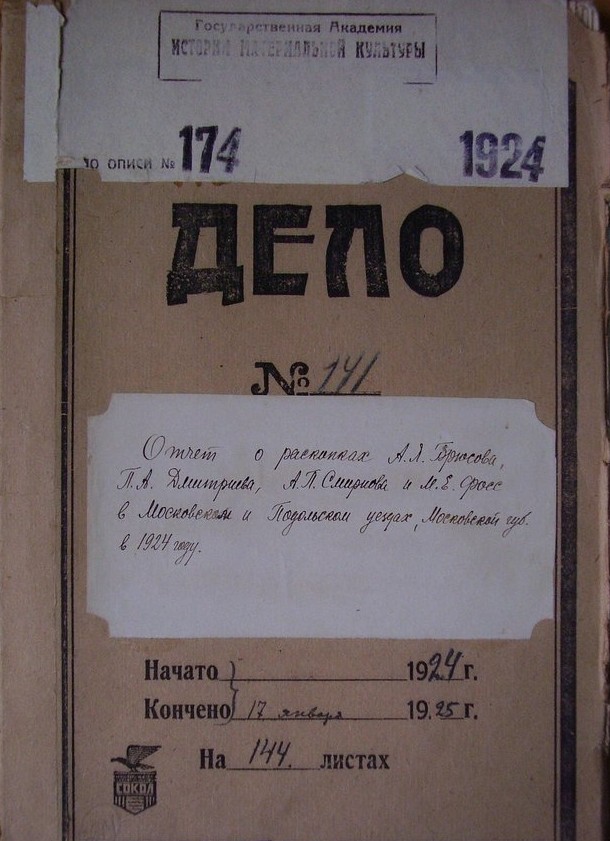 Государственная Академия
ИСТОРИИ МАТЕРИАЛЬНОЙ КУЛЬТУРЫ
по описи № 174 1924
ДЕЛО
№ 141
Отчет о раскопках А.Я. Брюсова,
П.А. Дмитриева, А.П. Смирнова и М.Е. Фосс
в Московском и Подольском уездах, Московской губ.
в 1924 году.
Начато 1924 г.
Кончено 17 января 1925 г.
На 144. листах
СОКОЛ